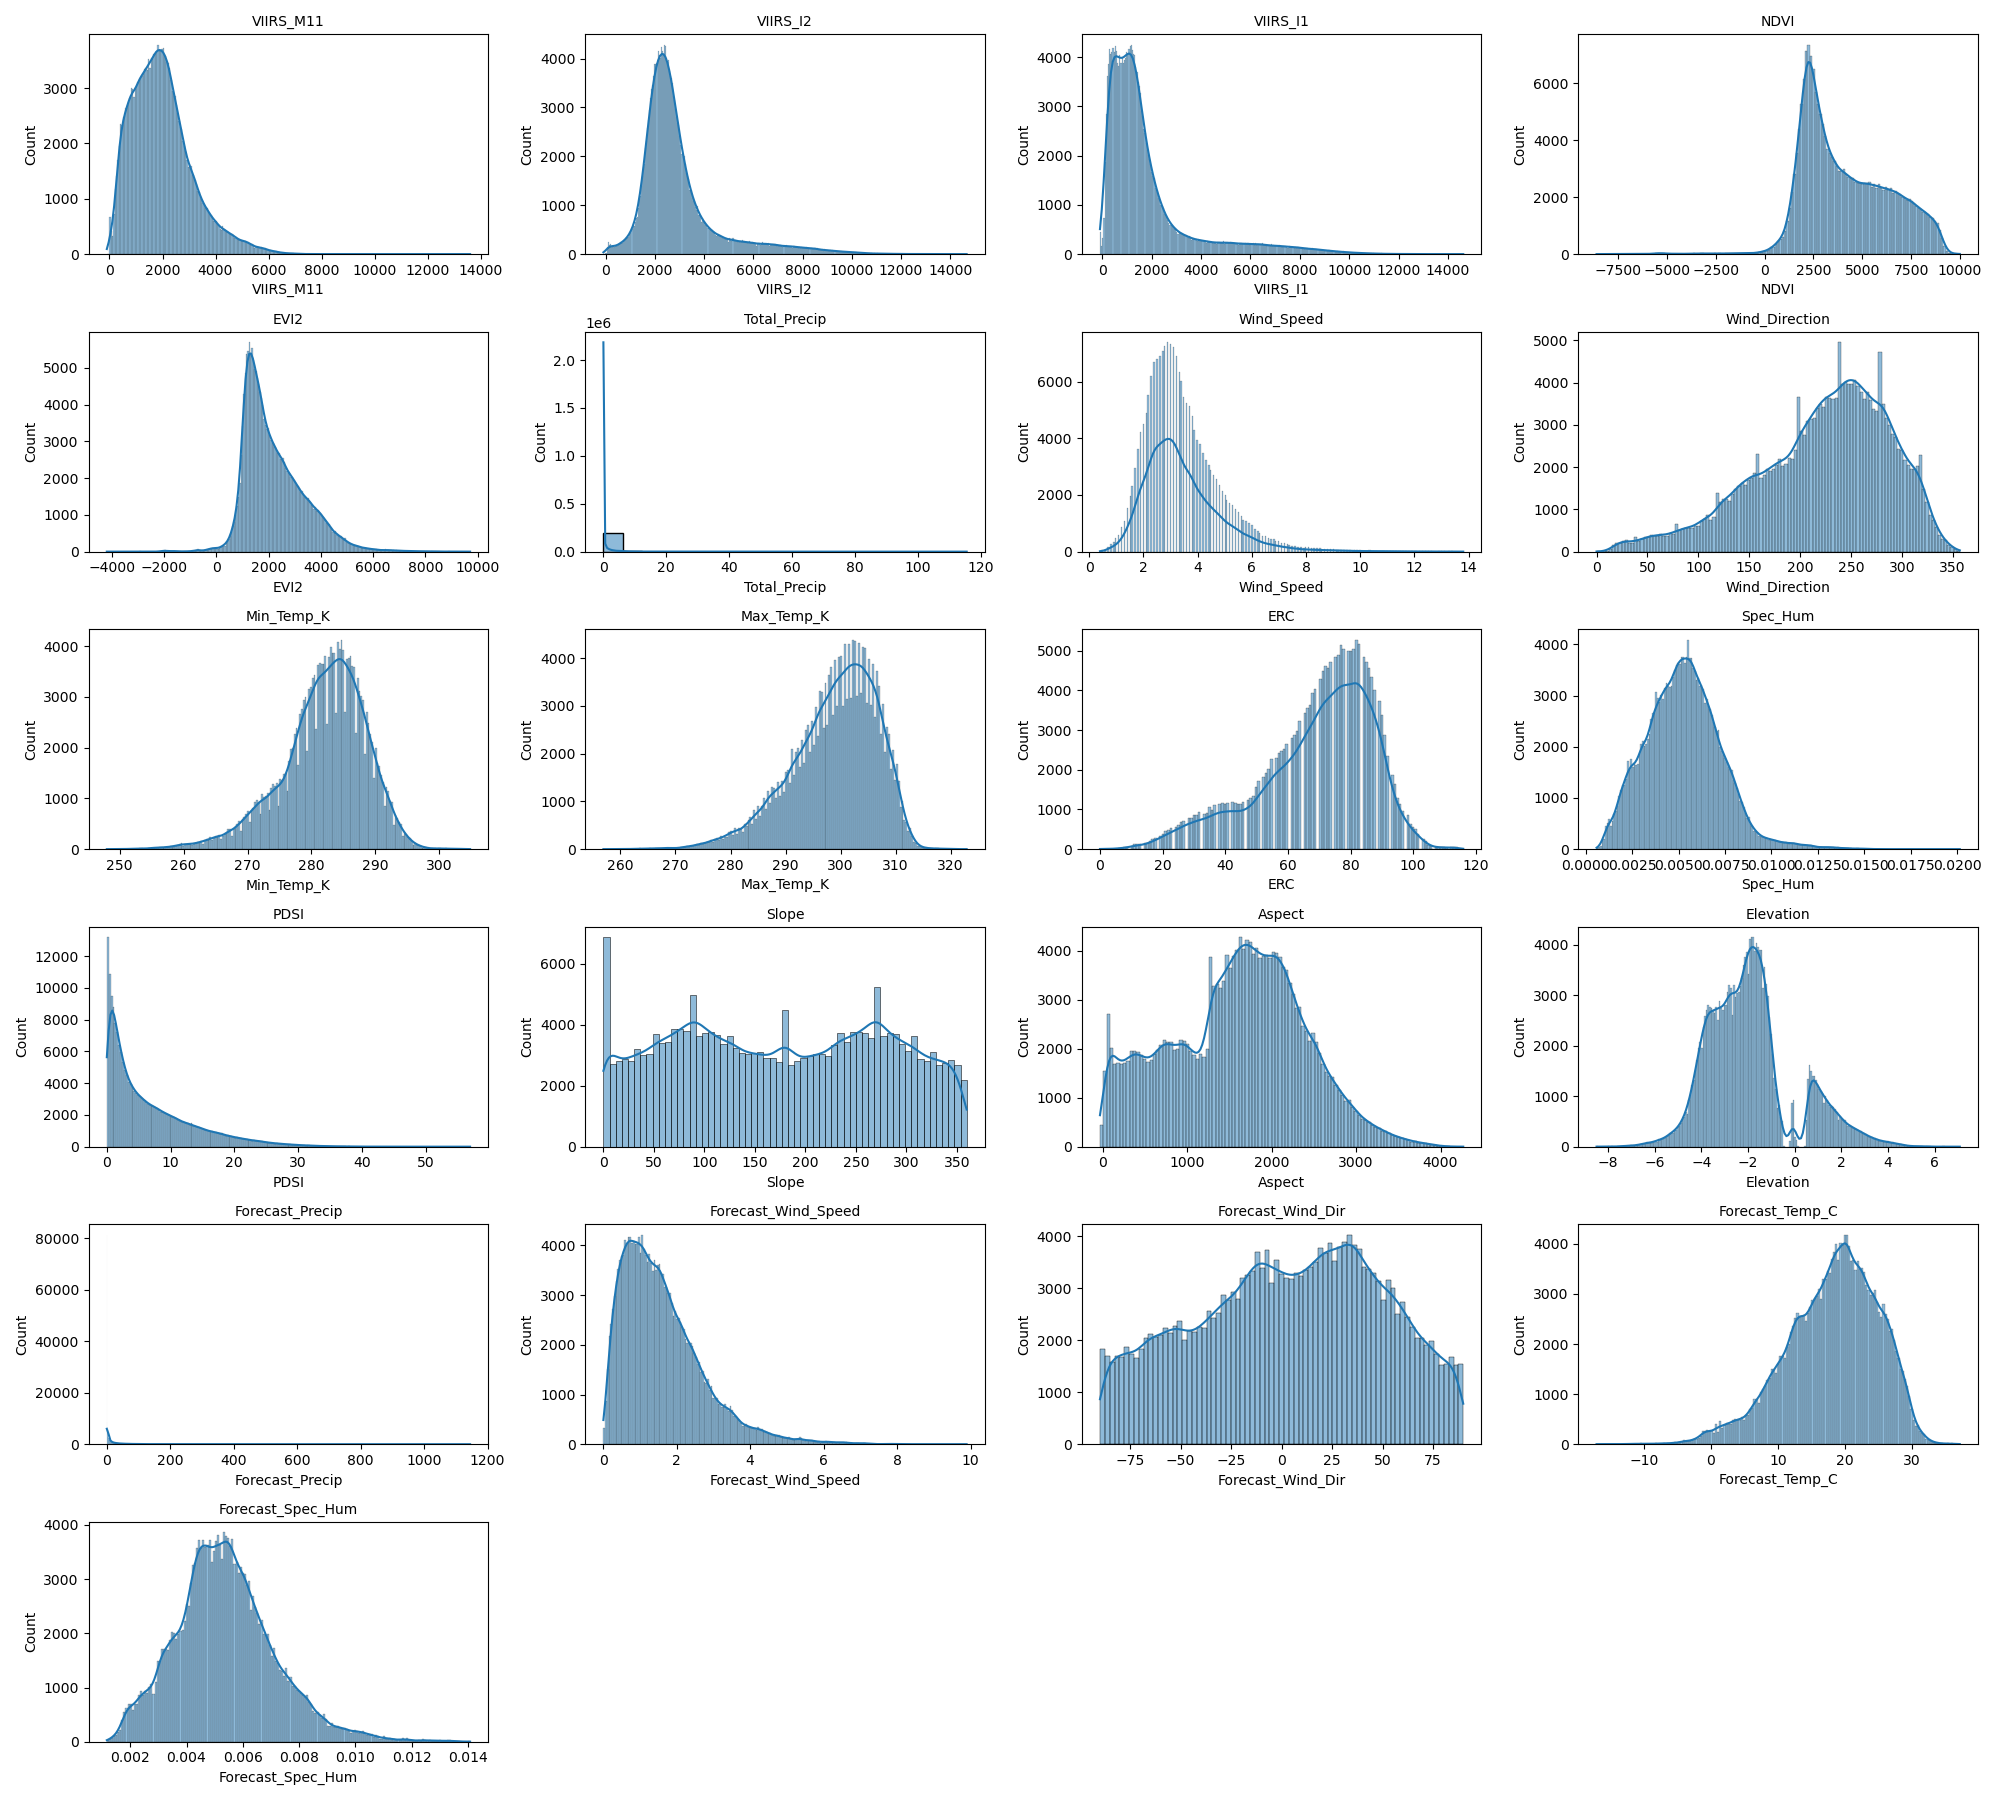 VIIRS_M11 VIIRS_I2 VIIRS_I1 NDVI
Count 0 1000 2000 3000
0 2000 4000 6000 8000 10000 12000 14000
VIIRS_M11
Count 0 1000 2000 3000 4000
0 2000 4000 6000 8000 10000 12000 14000
VIIRS_I2
Count 0 1000 2000 3000 4000
0 2000 4000 6000 8000 10000 12000 14000
VIIRS_I1
Count 0 2000 4000 6000
−7500 −5000 −2500 0 2500 5000 7500 10000
NDVI
EVI2 Total_Precip Wind_Speed Wind_Direction
Count 0 1000 2000 3000 4000 5000
−4000 −2000 0 2000 4000 6000 8000 10000
EVI2
1e6
Count 0.0 0.5 1.0 1.5 2.0
0 20 40 60 80 100 120
Total_Precip
Count 0 2000 4000 6000
0 2 4 6 8 10 12 14
Wind_Speed
Count 0 1000 2000 3000 4000 5000
0 50 100 150 200 250 300 350
Wind_Direction
Min_Temp_K Max_Temp_K ERC Spec_Hum
Count 0 1000 2000 3000 4000
250 260 270 280 290 300
Min_Temp_K
Count 0 1000 2000 3000 4000
260 270 280 290 300 310 320
Max_Temp_K
Count 0 1000 2000 3000 4000 5000
0 20 40 60 80 100 120
ERC
Count 0 1000 2000 3000 4000
0.0000 0.0025 0.0050 0.0075 0.0100 0.0125 0.0150 0.0175 0.0200
Spec_Hum
PDSI Slope Aspect Elevation
Count 0 2000 4000 6000 8000 10000 12000
0 10 20 30 40 50
PDSI
Count 0 2000 4000 6000
0 50 100 150 200 250 300 350
Slope
Count 0 1000 2000 3000 4000
0 1000 2000 3000 4000
Aspect
Count 0 1000 2000 3000 4000
−8 −6 −4 −2 0 2 4 6
Elevation
Forecast_Precip Forecast_Wind_Speed Forecast_Wind_Dir Forecast_Temp_C
Count 0 20000 40000 60000 80000
0 200 400 600 800 1000 1200
Forecast_Precip
Count 0 1000 2000 3000 4000
0 2 4 6 8 10
Forecast_Wind_Speed
Count 0 1000 2000 3000 4000
−75 −50 −25 0 25 50 75
Forecast_Wind_Dir
Count 0 1000 2000 3000 4000
−10 0 10 20 30
Forecast_Temp_C
Forecast_Spec_Hum
Count 0 1000 2000 3000 4000
0.002 0.004 0.006 0.008 0.010 0.012 0.014
Forecast_Spec_Hum